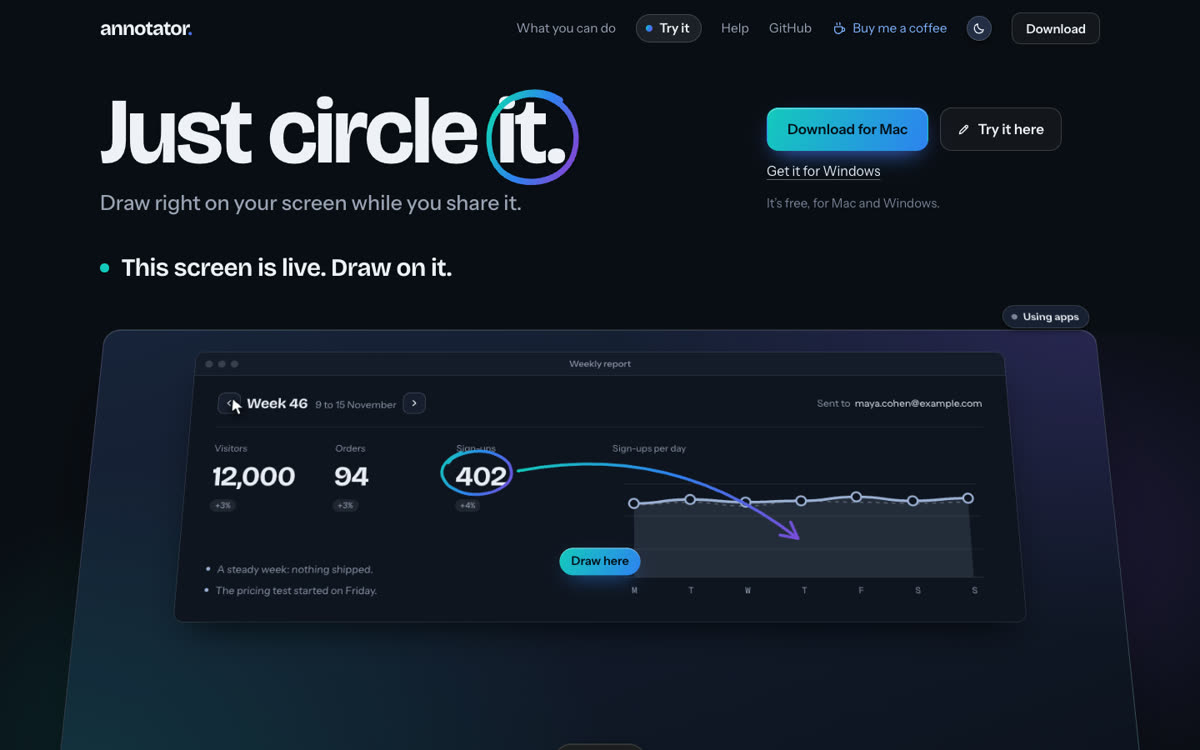 annotator.
What you can do
Try it
Help
GitHub
Buy me a coffee
Download
Just circle it.
Draw right on your screen while you share it.
Download for Mac
Try it here
Get it for Windows
It's free, for Mac and Windows.
This screen is live. Draw on it.
Using apps
Weekly report
Week 46
9 to 15 November
Sent to maya.cohen@example.com
Visitors
12,000
+3%
Orders
94
+3%
Sign-ups
402
+4%
Sign-ups per day
A steady week: nothing shipped.
The pricing test started on Friday.
Draw here
M T W T F S S